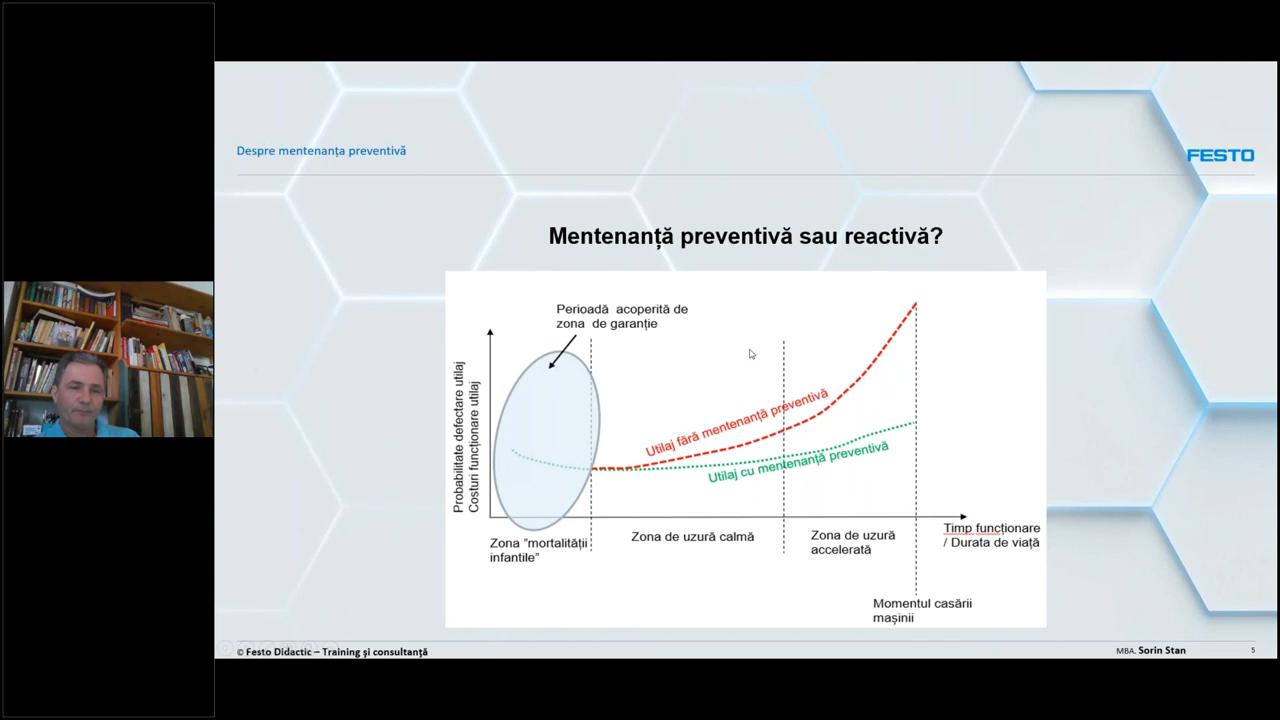 Despre mentenanța preventivă
FESTO
Mentenanță preventivă sau reactivă?
Perioadă acoperită de
zona de garanție
Probabilitate defectare utilaj
Costuri funcționare utilaj
Utilaj fără mentenanță preventivă
Utilaj cu mentenanță preventivă
Zona "mortalității
infantile"
Zona de uzură calmă
Zona de uzură
accelerată
Timp funcționare
/ Durata de viață
Momentul casării
mașinii
© Festo Didactic – Training și consultanță
MBA. Sorin Stan
5